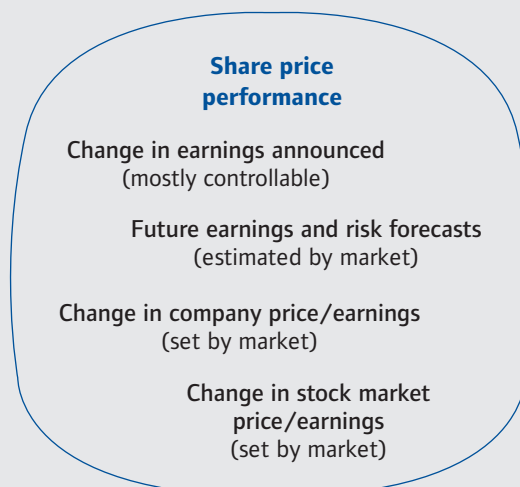 Share price
performance
Change in earnings announced
(mostly controllable)
Future earnings and risk forecasts
(estimated by market)
Change in company price/earnings
(set by market)
Change in stock market
price/earnings
(set by market)